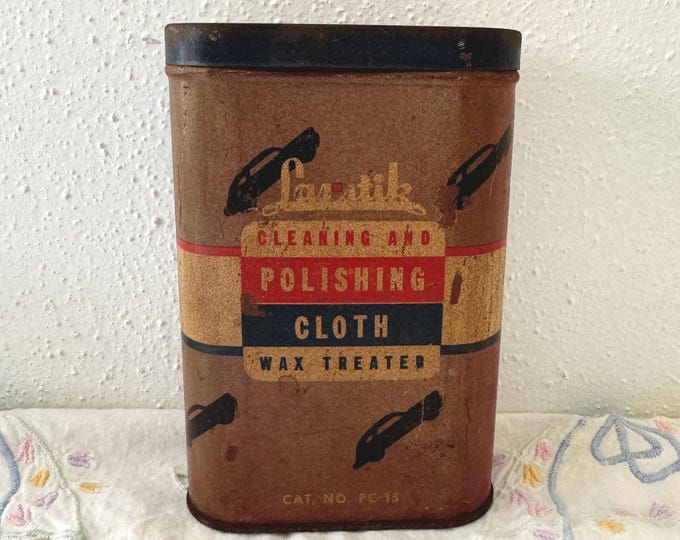 Las-stik
CLEANING AND
POLISHING
CLOTH
WAX TREATED
CAT. NO. PC-15